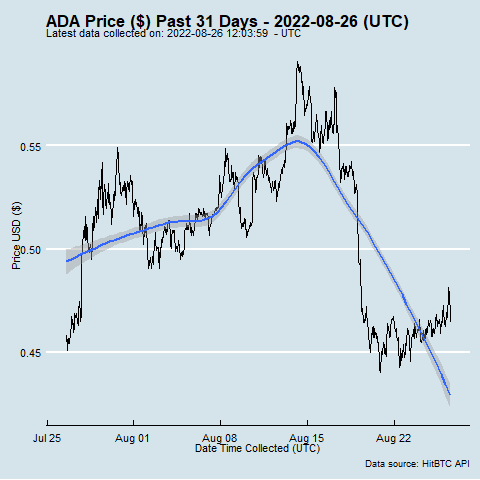 ADA Price ($) Past 31 Days - 2022-08-26 (UTC)
Latest data collected on: 2022-08-26 12:03:59 - UTC
Price USD ($)
0.55
0.50
0.45
Jul 25 Aug 01 Aug 08 Aug 15 Aug 22
Date Time Collected (UTC)
Data source: HitBTC API